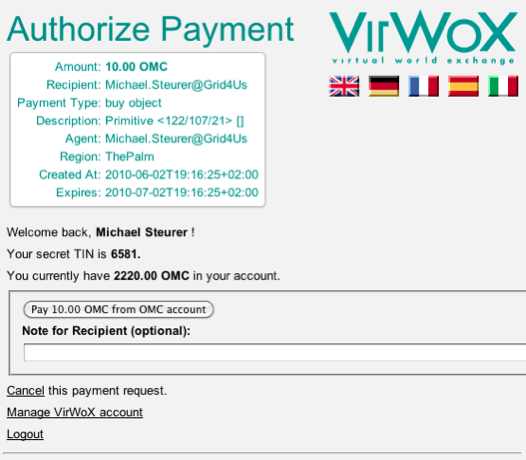 Authorize Payment
VirWoX
virtual world exchange
Amount: 10.00 OMC
Recipient: Michael.Steurer@Grid4Us
Payment Type: buy object
Description: Primitive <122/107/21> []
Agent: Michael.Steurer@Grid4Us
Region: ThePalm
Created At: 2010-06-02T19:16:25+02:00
Expires: 2010-07-02T19:16:25+02:00
Welcome back, Michael Steurer !
Your secret TIN is 6581.
You currently have 2220.00 OMC in your account.
Pay 10.00 OMC from OMC account
Note for Recipient (optional):
Cancel this payment request.
Manage VirWoX account
Logout